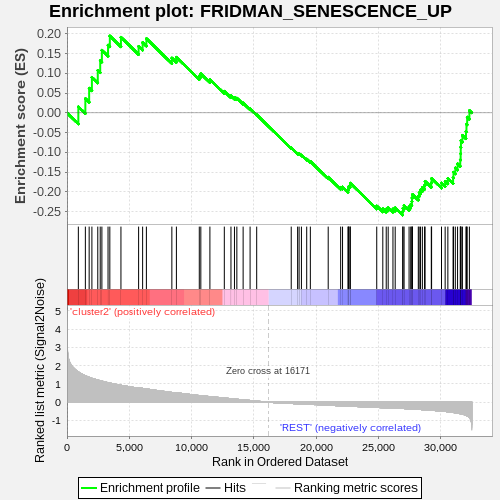 Enrichment plot: FRIDMAN_SENESCENCE_UP
Enrichment score (ES)
0.20
0.15
0.10
0.05
0.00
-0.05
-0.10
-0.15
-0.20
-0.25
Ranked list metric (Signal2Noise)
5
4
3
2
1
0
-1
'cluster2' (positively correlated)
Zero cross at 16171
'REST' (negatively correlated)
0 5,000 10,000 15,000 20,000 25,000 30,000
Rank in Ordered Dataset
Enrichment profile Hits Ranking metric scores